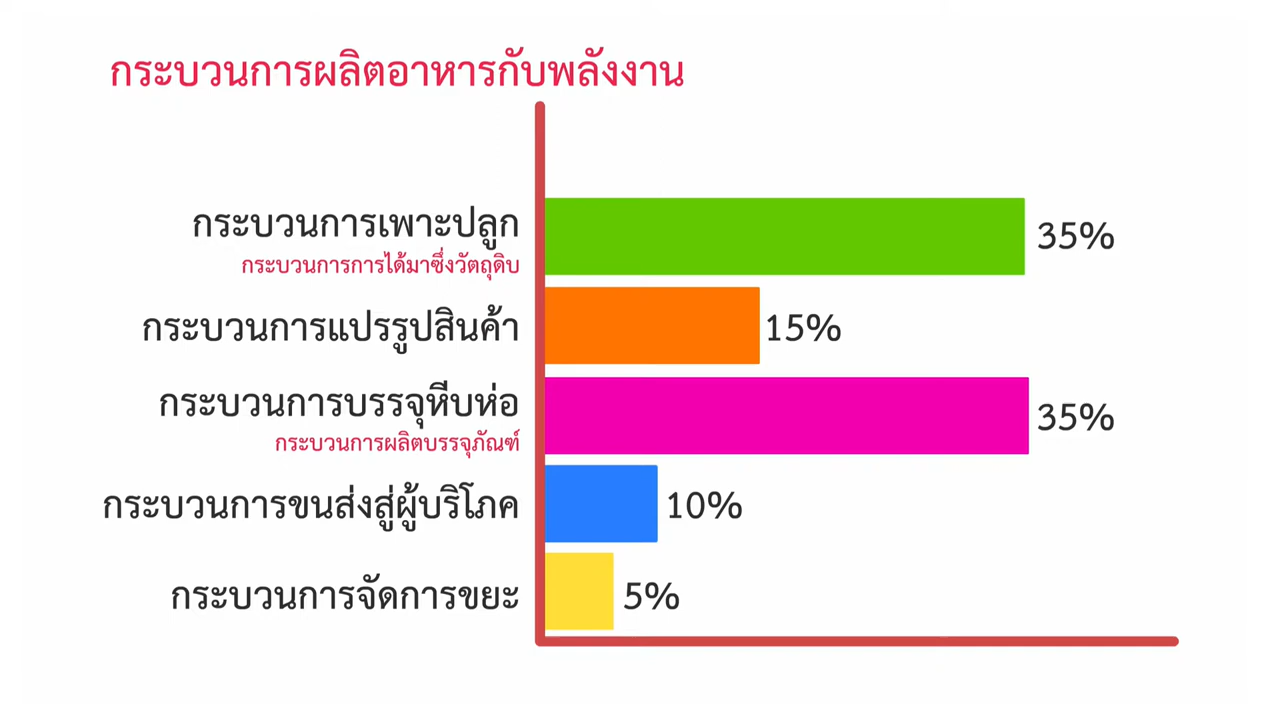 กระบวนการผลิตอาหารกับพลังงาน
กระบวนการเพาะปลูก
35%
กระบวนการการได้มาซึ่งวัตถุดิบ
กระบวนการแปรรูปสินค้า
15%
กระบวนการบรรจุหีบห่อ
35%
กระบวนการผลิตบรรจุภัณฑ์
กระบวนการขนส่งสู่ผู้บริโภค
10%
กระบวนการจัดการขยะ
5%